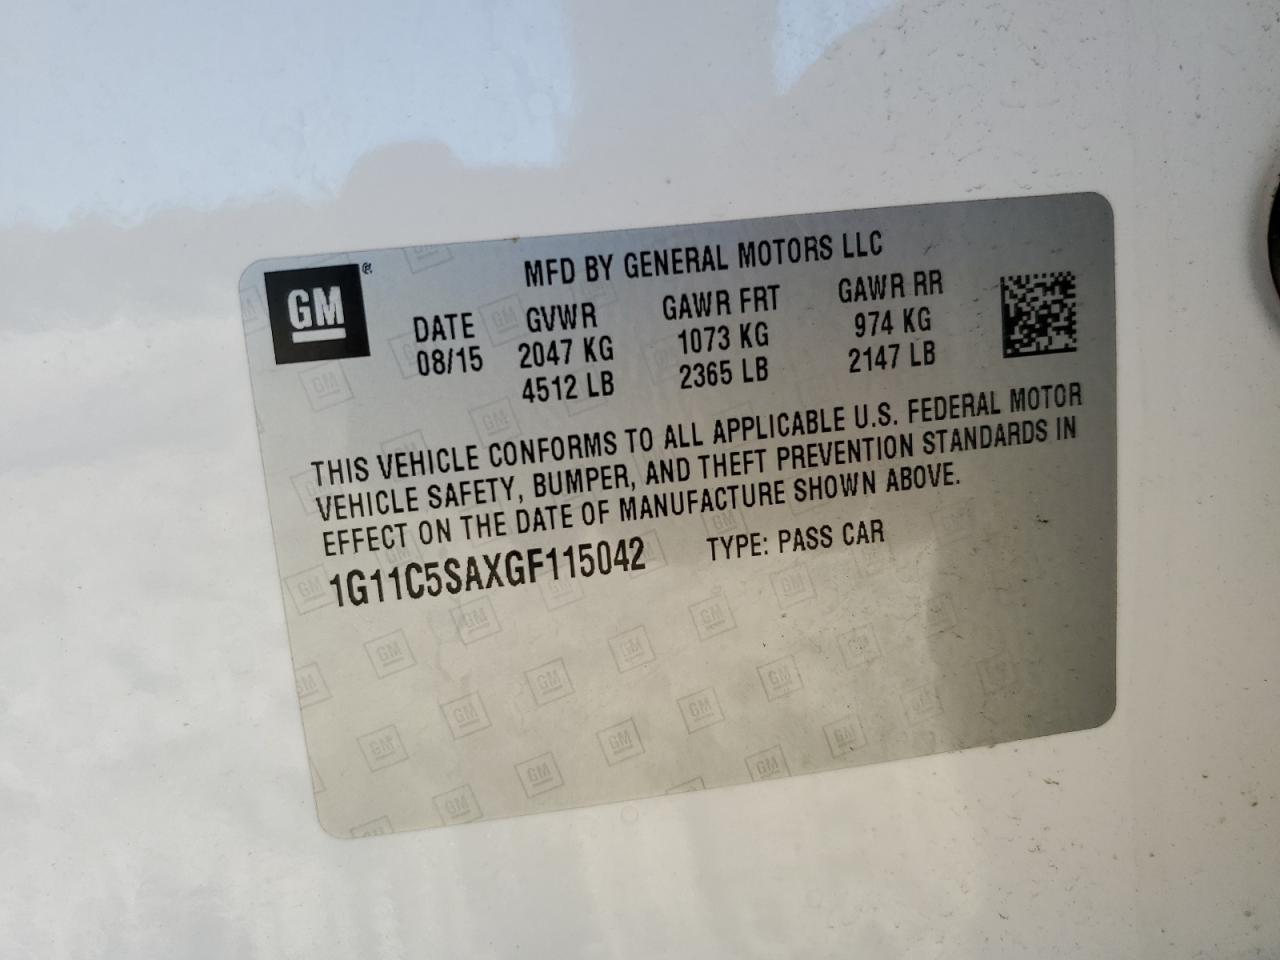 GM
MFD BY GENERAL MOTORS LLC
DATE GVWR GAWR FRT GAWR RR
08/15 2047 KG 1073 KG 974 KG
4512 LB 2365 LB 2147 LB
THIS VEHICLE CONFORMS TO ALL APPLICABLE U.S. FEDERAL MOTOR
VEHICLE SAFETY, BUMPER, AND THEFT PREVENTION STANDARDS IN
EFFECT ON THE DATE OF MANUFACTURE SHOWN ABOVE.
1G11C5SAXGF115042 TYPE: PASS CAR